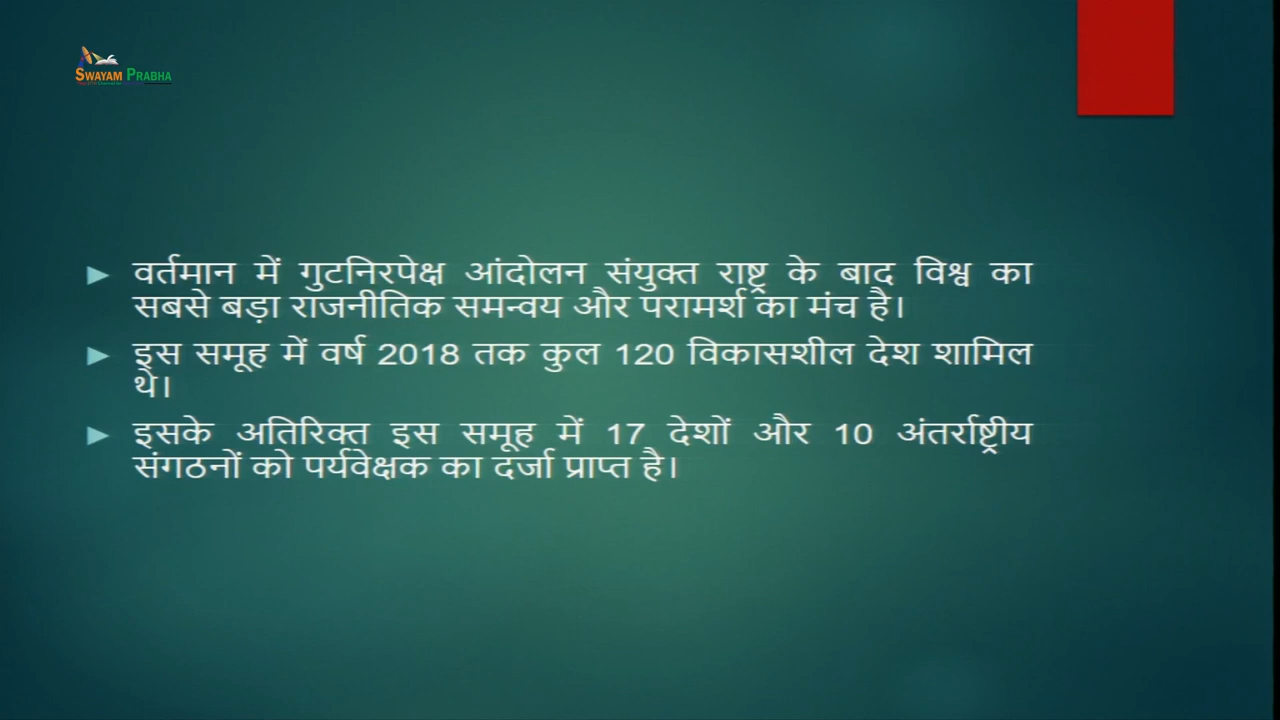 SWAYAM PRABHA
वर्तमान में गुटनिरपेक्ष आंदोलन संयुक्त राष्ट्र के बाद विश्व का
सबसे बड़ा राजनीतिक समन्वय और परामर्श का मंच है।
इस समूह में वर्ष 2018 तक कुल 120 विकासशील देश शामिल
थे।
इसके अतिरिक्त इस समूह में 17 देशों और 10 अंतर्राष्ट्रीय
संगठनों को पर्यवेक्षक का दर्जा प्राप्त है।